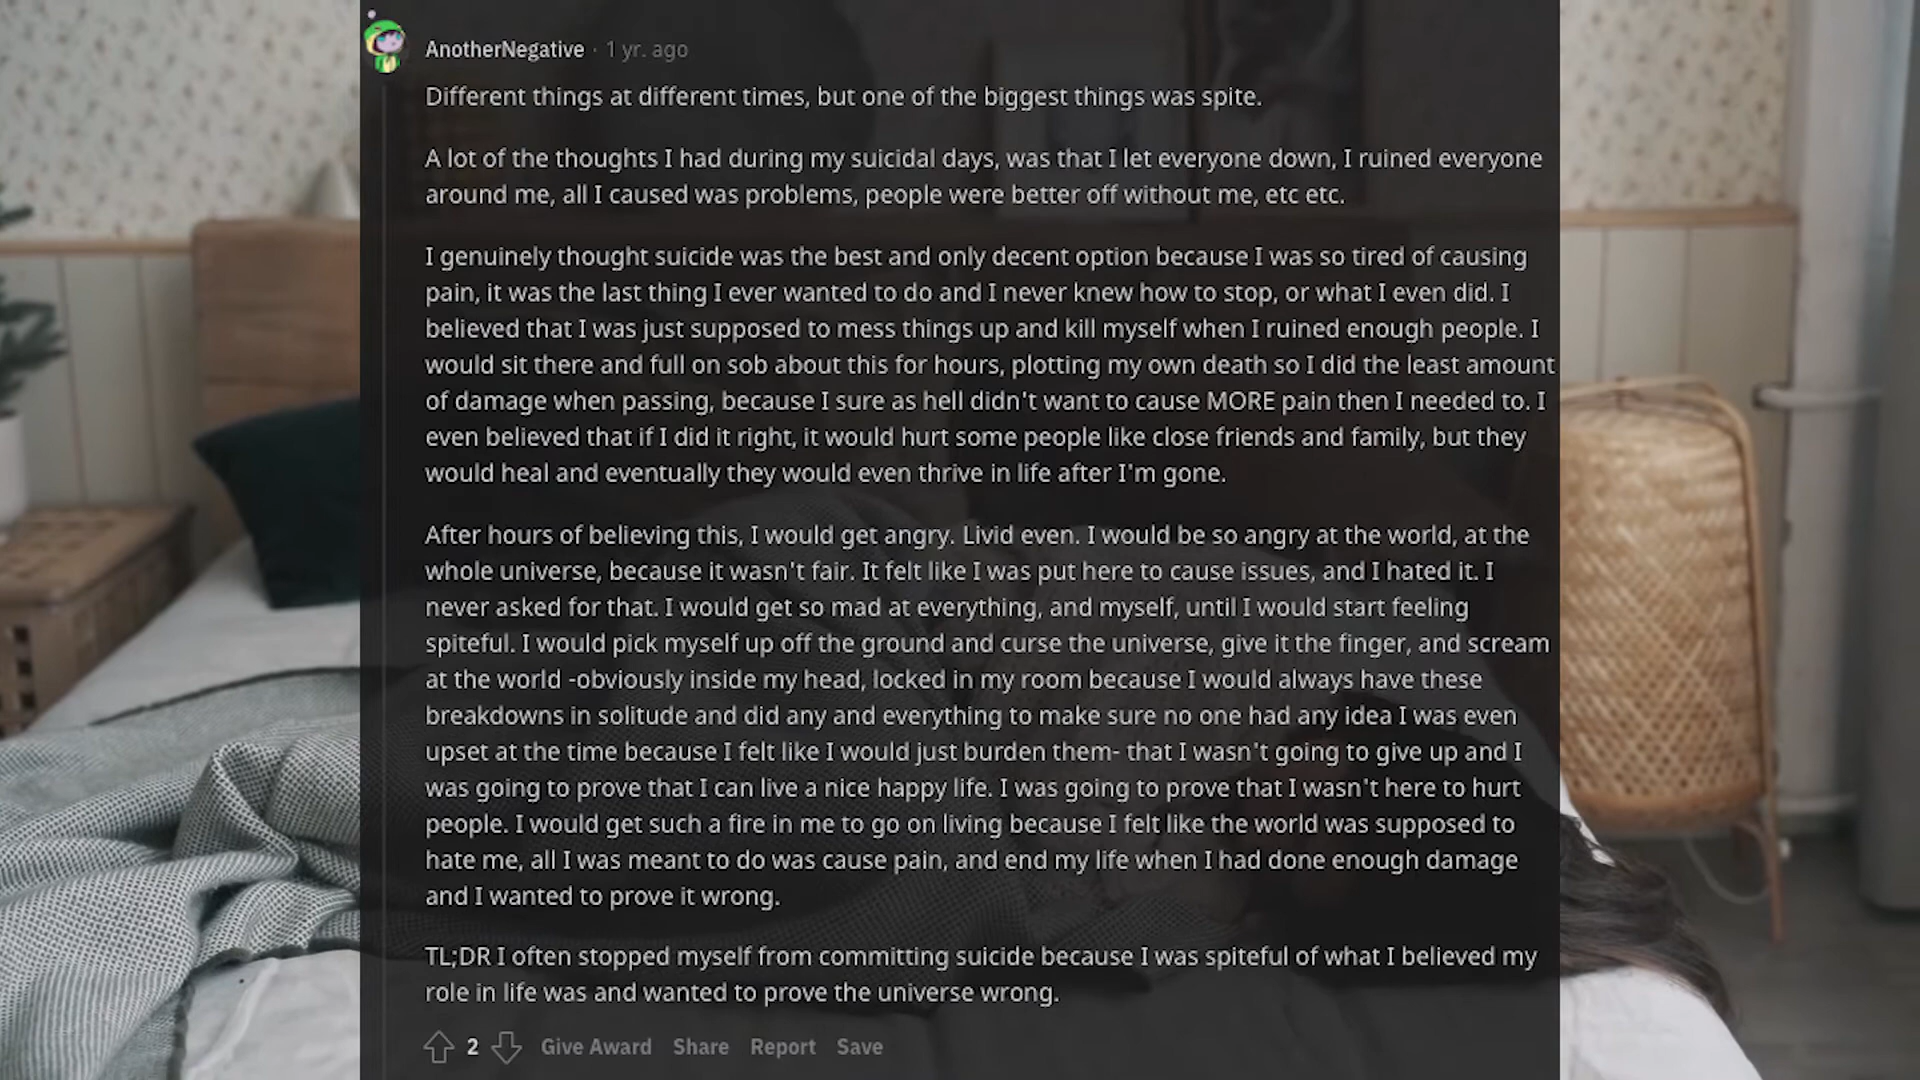 AnotherNegative · 1 yr. ago
Different things at different times, but one of the biggest things was spite.
A lot of the thoughts I had during my suicidal days, was that I let everyone down, I ruined everyone
around me, all I caused was problems, people were better off without me, etc etc.
I genuinely thought suicide was the best and only decent option because I was so tired of causing
pain, it was the last thing I ever wanted to do and I never knew how to stop, or what I even did. I
believed that I was just supposed to mess things up and kill myself when I ruined enough people. I
would sit there and full on sob about this for hours, plotting my own death so I did the least amount
of damage when passing, because I sure as hell didn't want to cause MORE pain then I needed to. I
even believed that if I did it right, it would hurt some people like close friends and family, but they
would heal and eventually they would even thrive in life after I'm gone.
After hours of believing this, I would get angry. Livid even. I would be so angry at the world, at the
whole universe, because it wasn't fair. It felt like I was put here to cause issues, and I hated it. I
never asked for that. I would get so mad at everything, and myself, until I would start feeling
spiteful. I would pick myself up off the ground and curse the universe, give it the finger, and scream
at the world -obviously inside my head, locked in my room because I would always have these
breakdowns in solitude and did any and everything to make sure no one had any idea I was even
upset at the time because I felt like I would just burden them- that I wasn't going to give up and I
was going to prove that I can live a nice happy life. I was going to prove that I wasn't here to hurt
people. I would get such a fire in me to go on living because I felt like the world was supposed to
hate me, all I was meant to do was cause pain, and end my life when I had done enough damage
and I wanted to prove it wrong.
TL;DR I often stopped myself from committing suicide because I was spiteful of what I believed my
role in life was and wanted to prove the universe wrong.
2 Give Award Share Report Save